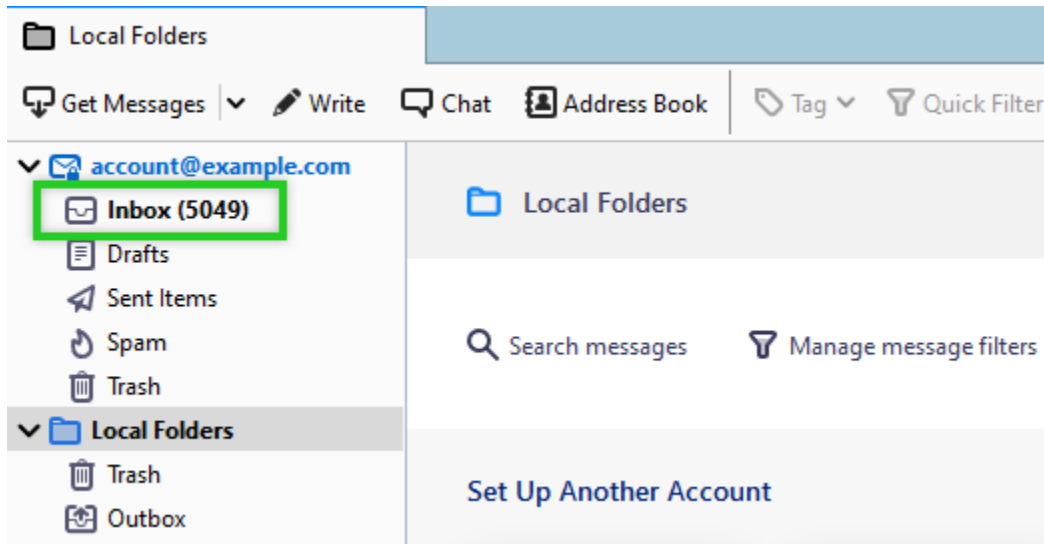 Local Folders
Get Messages Write Chat Address Book Tag Quick Filter
account@example.com
Inbox (5049)
Drafts
Sent Items
Spam
Trash
Local Folders
Trash
Outbox
Local Folders
Search messages Manage message filters
Set Up Another Account